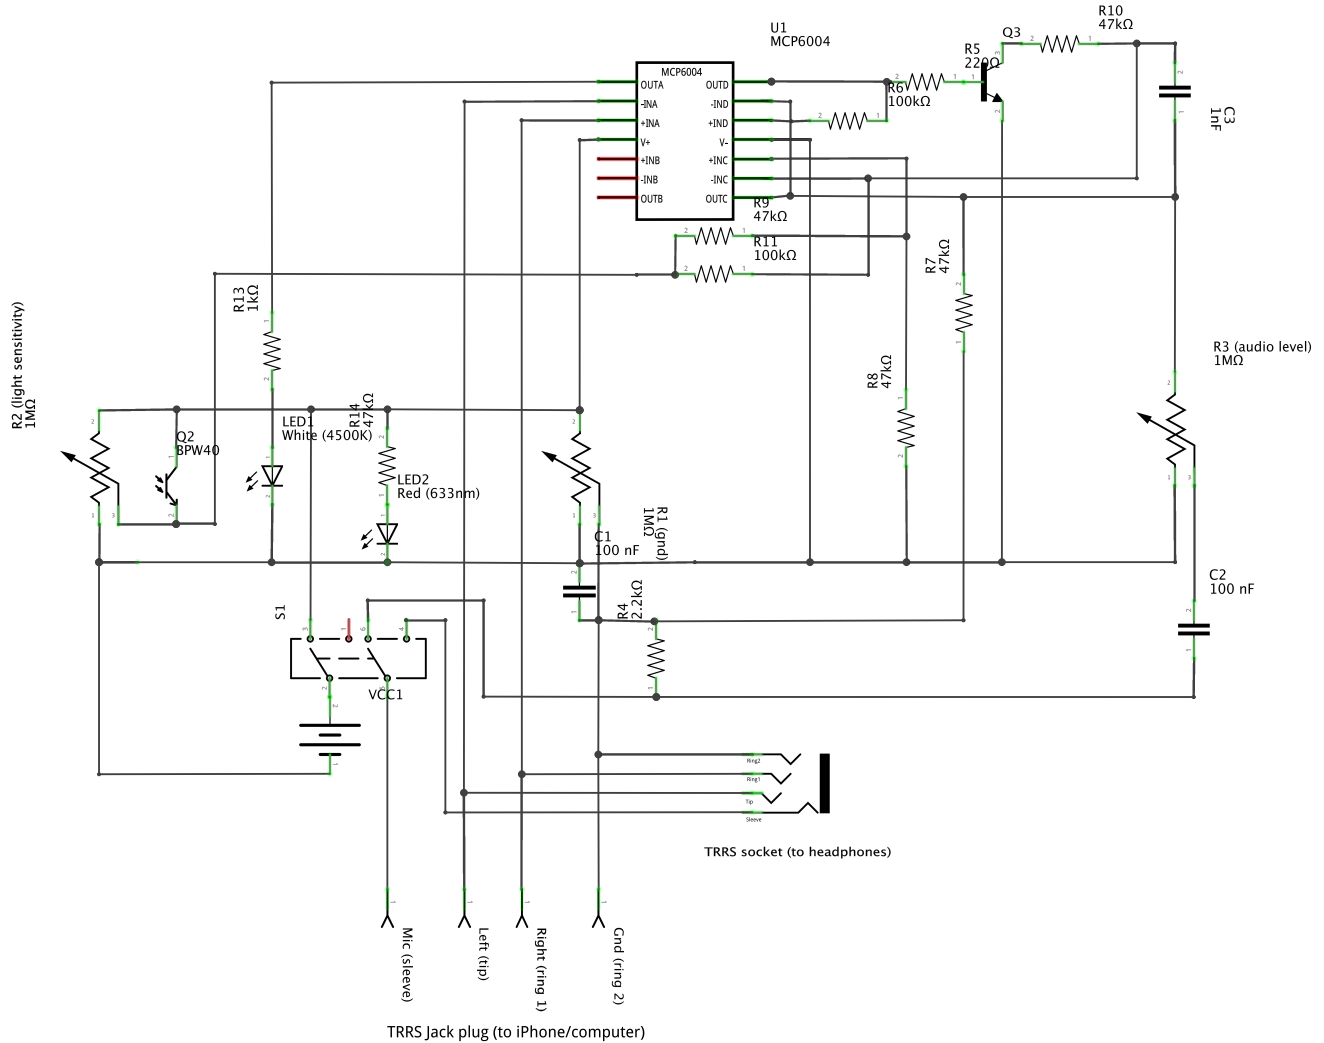 U1
MCP6004
MCP6004
OUTA
-INA
+INA
V+
+INB
-INB
OUTB
OUTD
-IND
+IND
V-
+INC
-INC
OUTC
Q3
R10
47kΩ
R5
220Ω
R6
100kΩ
C3
1nF
R9
47kΩ
R11
100kΩ
R7
47kΩ
R8
47kΩ
R13
1kΩ
R2 (light sensitivity)
1MΩ
Q2
BPW40
LED1
White (4500K)
R14
47kΩ
LED2
Red (633nm)
R3 (audio level)
1MΩ
R1 (gnd)
1MΩ
C1
100 nF
R4
2.2kΩ
C2
100 nF
S1
VCC1
Ring2
Ring1
Tip
Sleeve
TRRS socket (to headphones)
Mic (sleeve)
Left (tip)
Right (ring 1)
Gnd (ring 2)
TRRS Jack plug (to iPhone/computer)